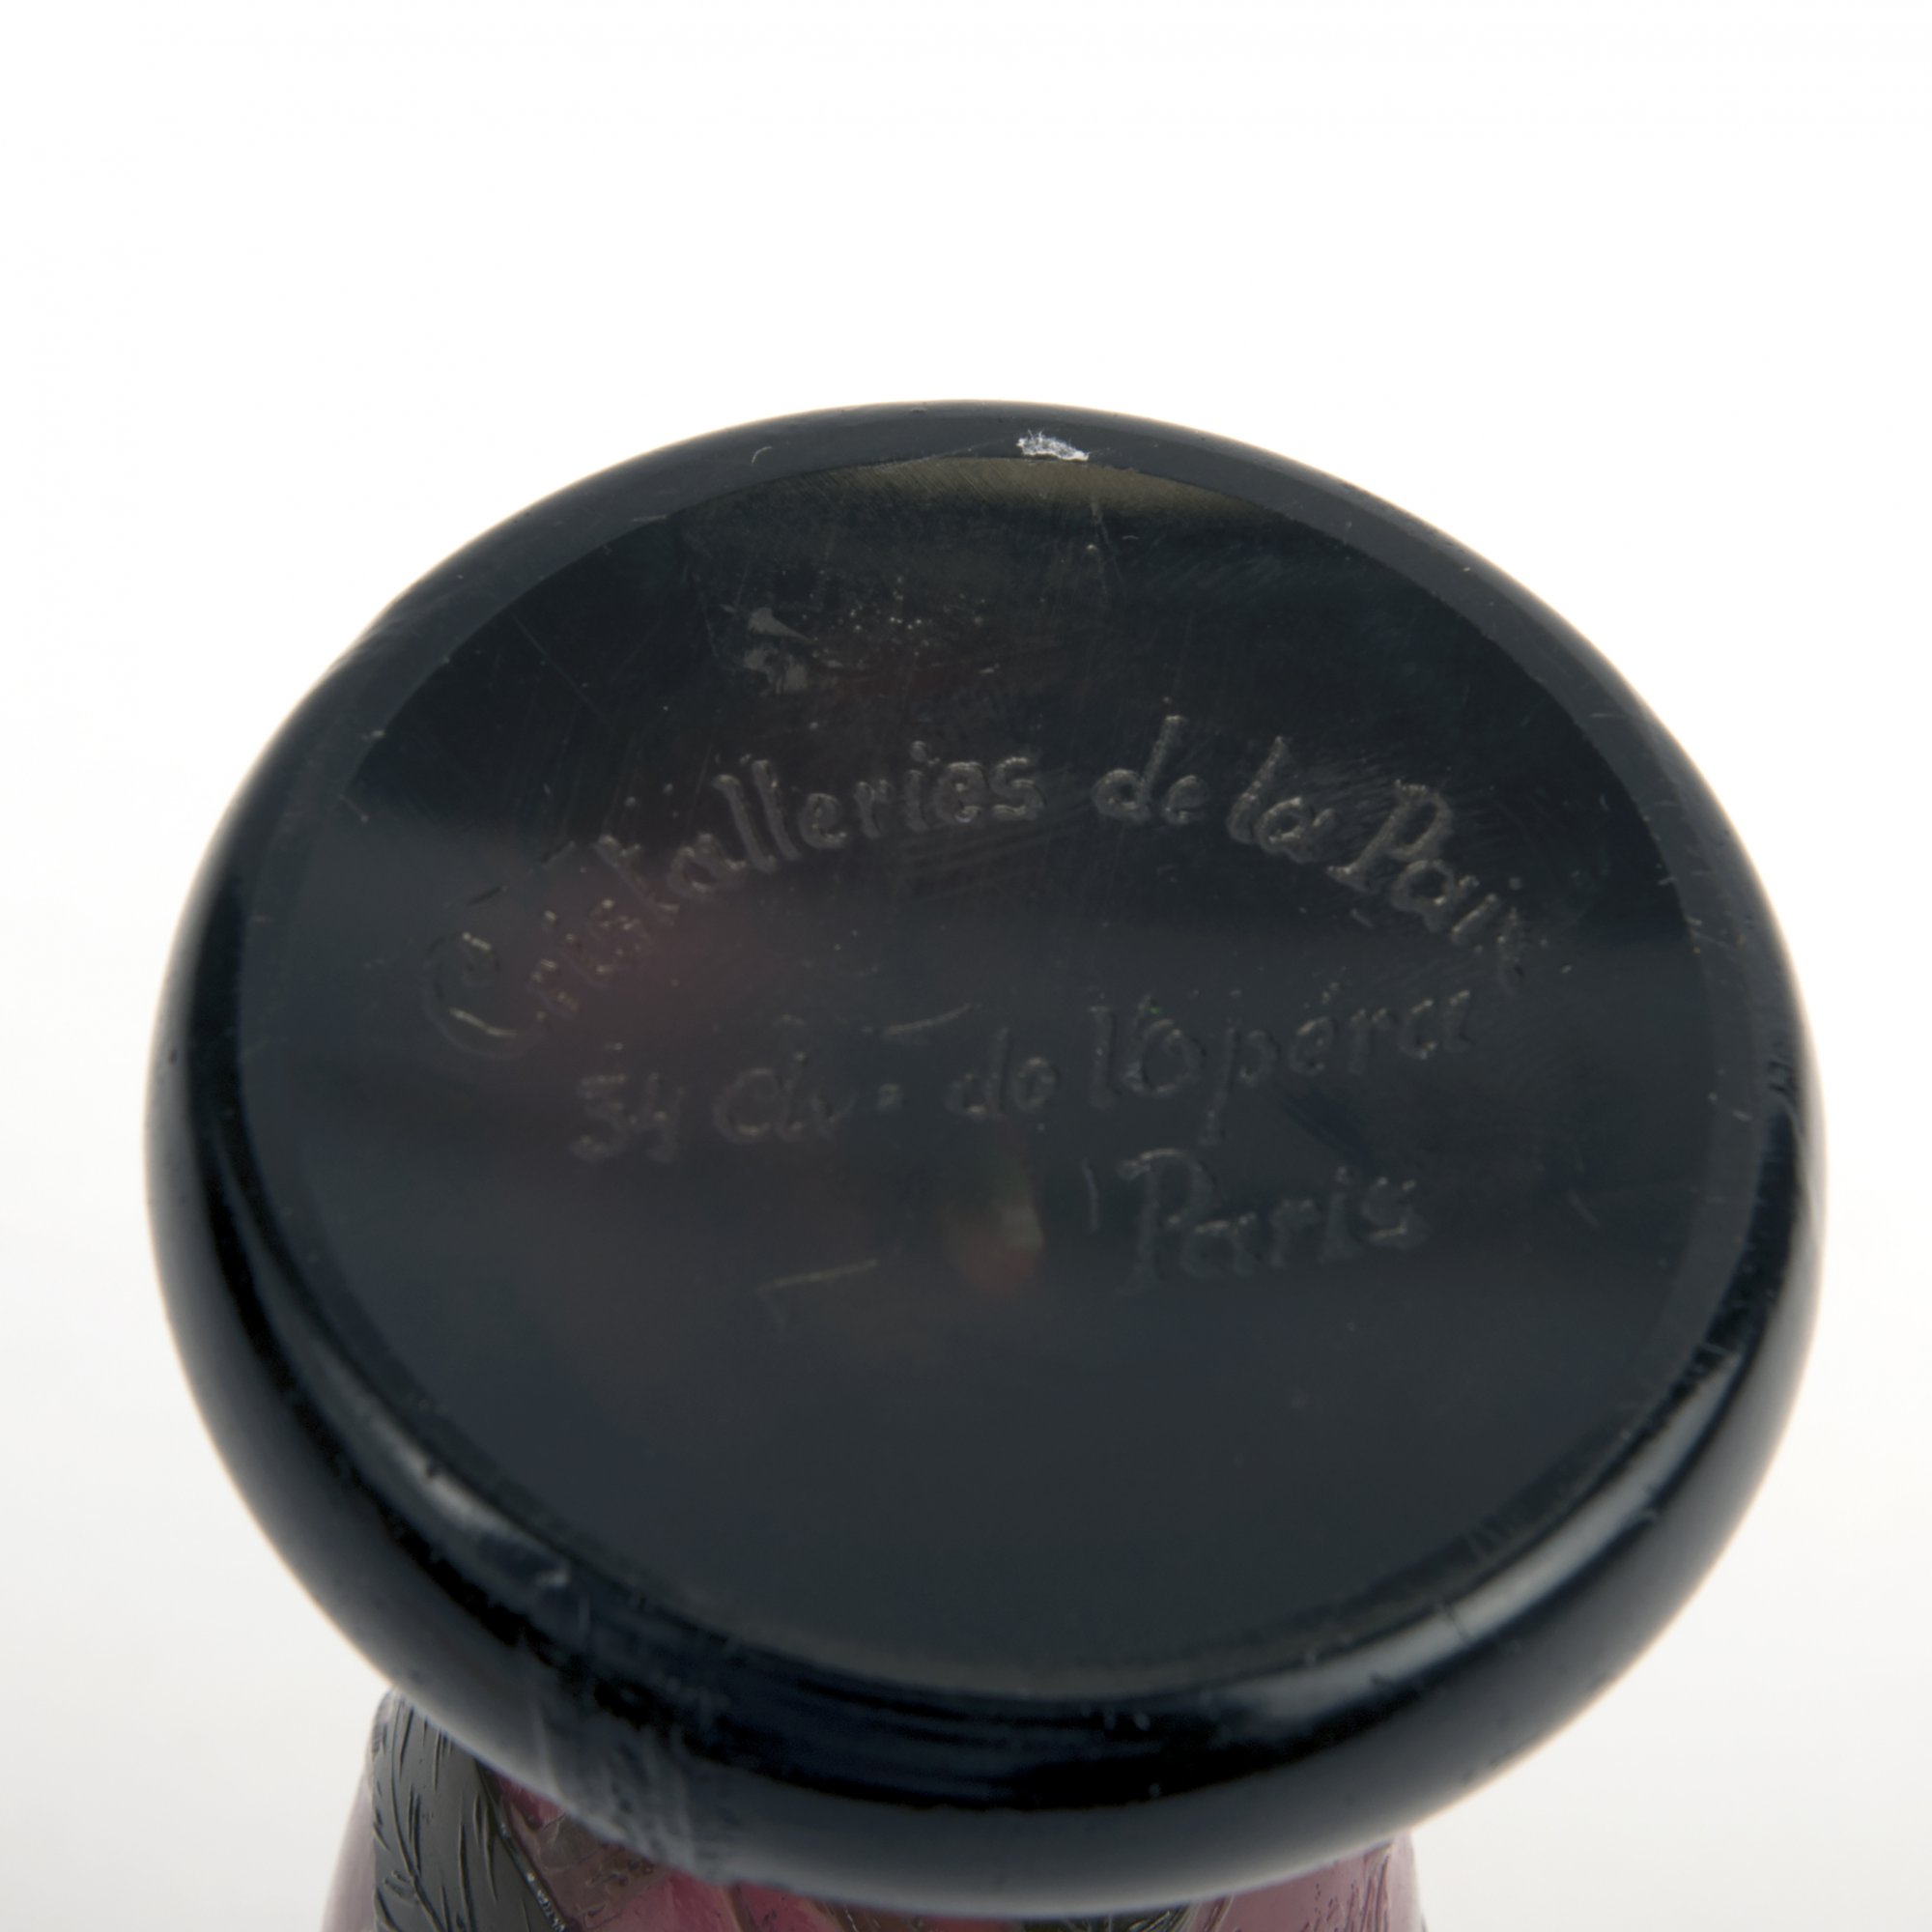 Cristalleries de la Paix
34 Av. de l'Opéra
Paris